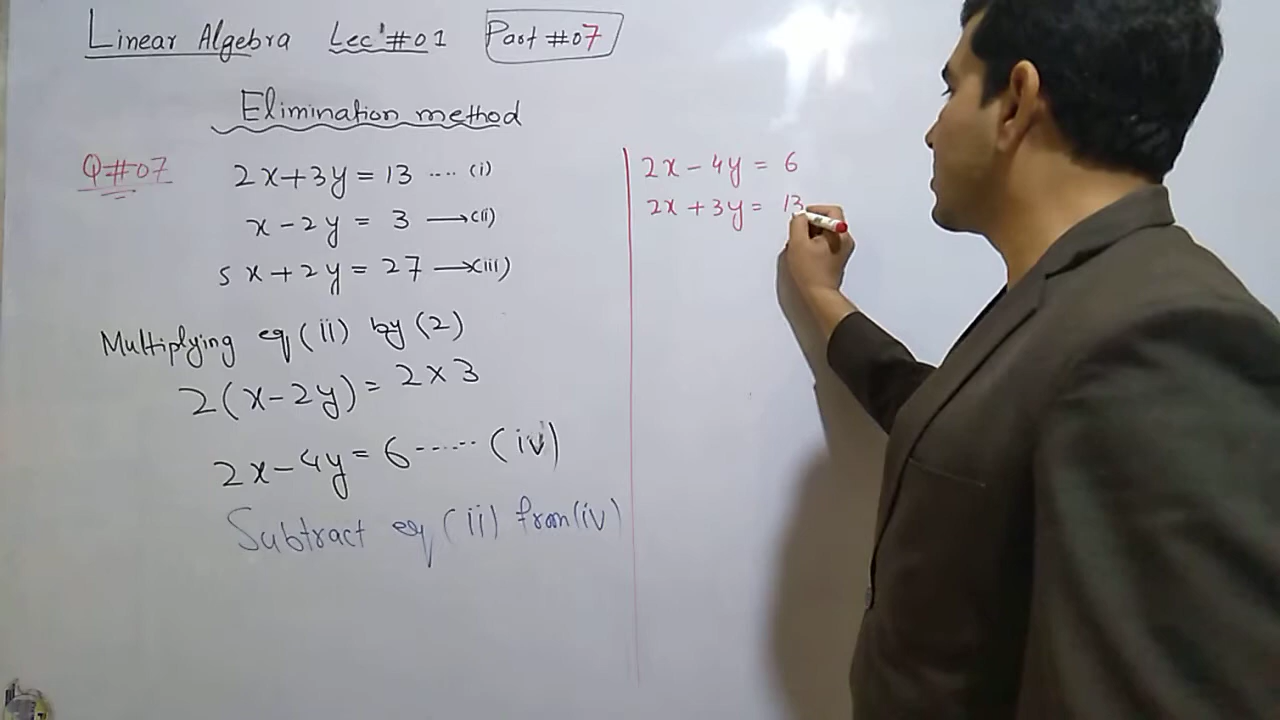 Linear Algebra Lec'#01 Part #07
Elimination method
Q#07 2x+3y=13 .... (i)
x-2y = 3 →(ii)
5x+2y=27 →(iii)
Multiplying eq(ii) by (2)
2(x-2y)= 2×3
2x-4y=6 ...... (iv)
Subtract eq (ii) from(iv)
2x-4y = 6
2x+3y= 13